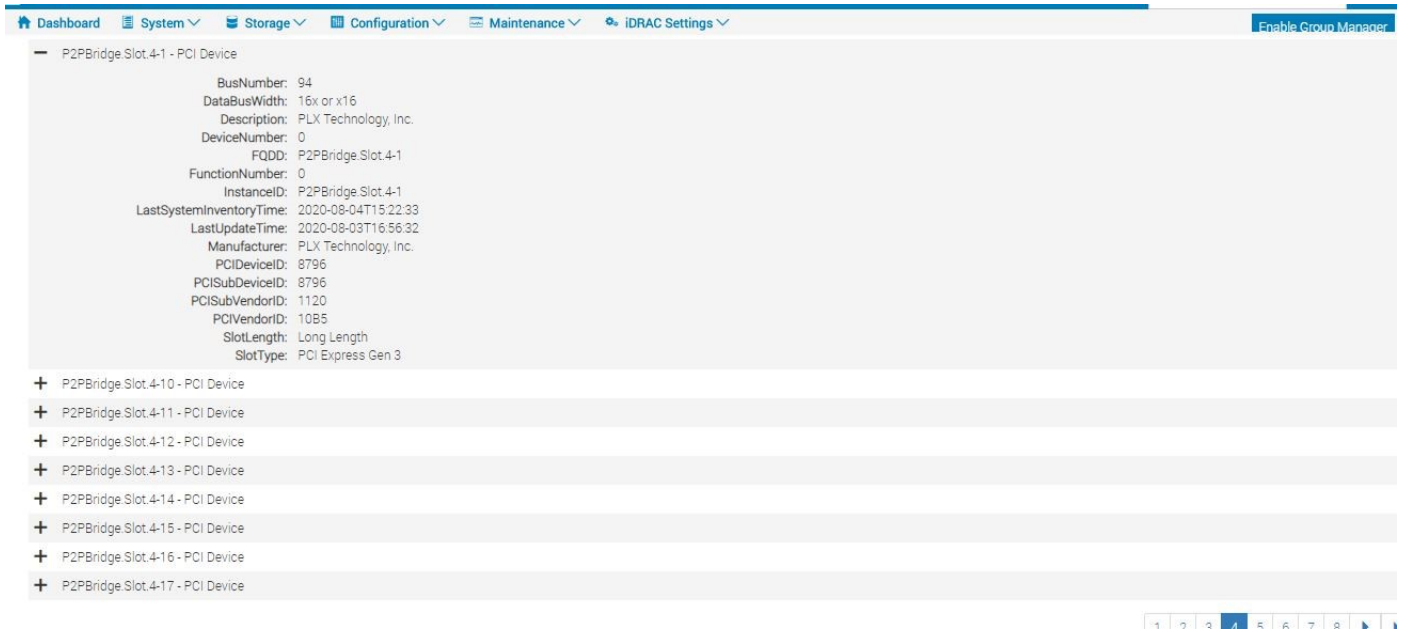 Dashboard System Storage Configuration Maintenance iDRAC Settings Enable Group Manager
P2PBridge.Slot.4-1 - PCI Device
BusNumber: 94
DataBusWidth: 16x or x16
Description: PLX Technology, Inc.
DeviceNumber: 0
FQDD: P2PBridge.Slot.4-1
FunctionNumber: 0
InstanceID: P2PBridge.Slot.4-1
LastSystemInventoryTime: 2020-08-04T15:22:33
LastUpdateTime: 2020-08-03T16:56:32
Manufacturer: PLX Technology, Inc.
PCIDeviceID: 8796
PCISubDeviceID: 8796
PCISubVendorID: 1120
PCIVendorID: 10B5
SlotLength: Long Length
SlotType: PCI Express Gen 3
P2PBridge.Slot.4-10 - PCI Device
P2PBridge.Slot.4-11 - PCI Device
P2PBridge.Slot.4-12 - PCI Device
P2PBridge.Slot.4-13 - PCI Device
P2PBridge.Slot.4-14 - PCI Device
P2PBridge.Slot.4-15 - PCI Device
P2PBridge.Slot.4-16 - PCI Device
P2PBridge.Slot.4-17 - PCI Device
1 2 3 4 5 6 7 8